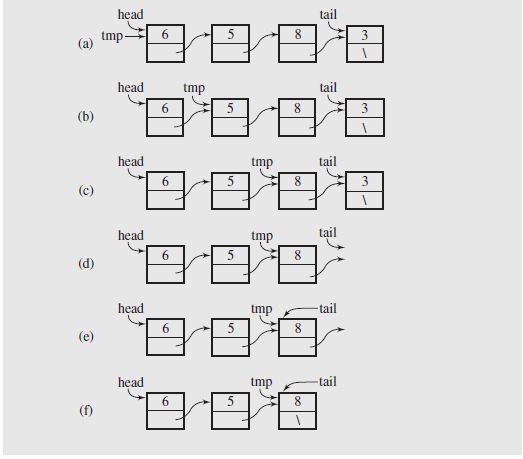 head tail
(a) tmp 6 5 8 3
\
head tmp tail
(b) 6 5 8 3
\
head tmp tail
(c) 6 5 8 3
\
head tmp tail
(d) 6 5 8
head tmp tail
(e) 6 5 8
head tmp tail
(f) 6 5 8
\